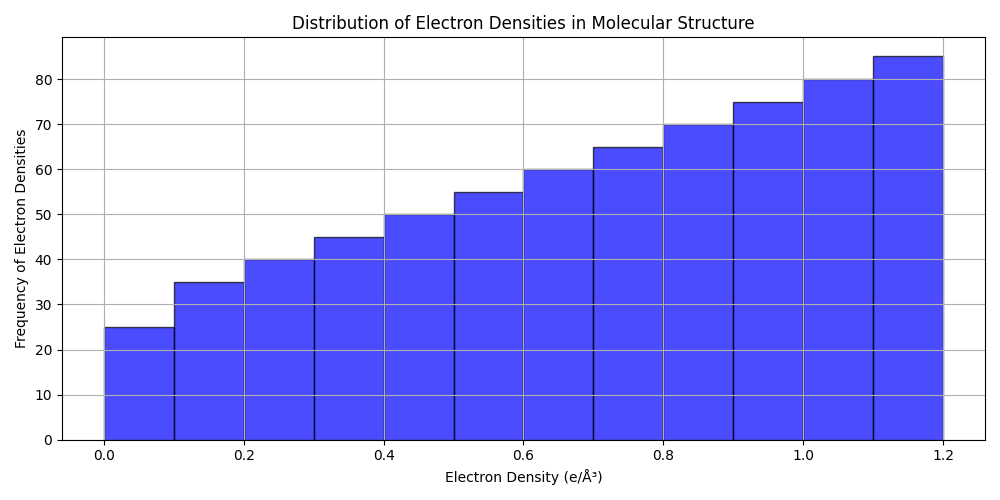 Distribution of Electron Densities in Molecular Structure
Frequency of Electron Densities
80
70
60
50
40
30
20
10
0
0.0 0.2 0.4 0.6 0.8 1.0 1.2
Electron Density (e/Å³)